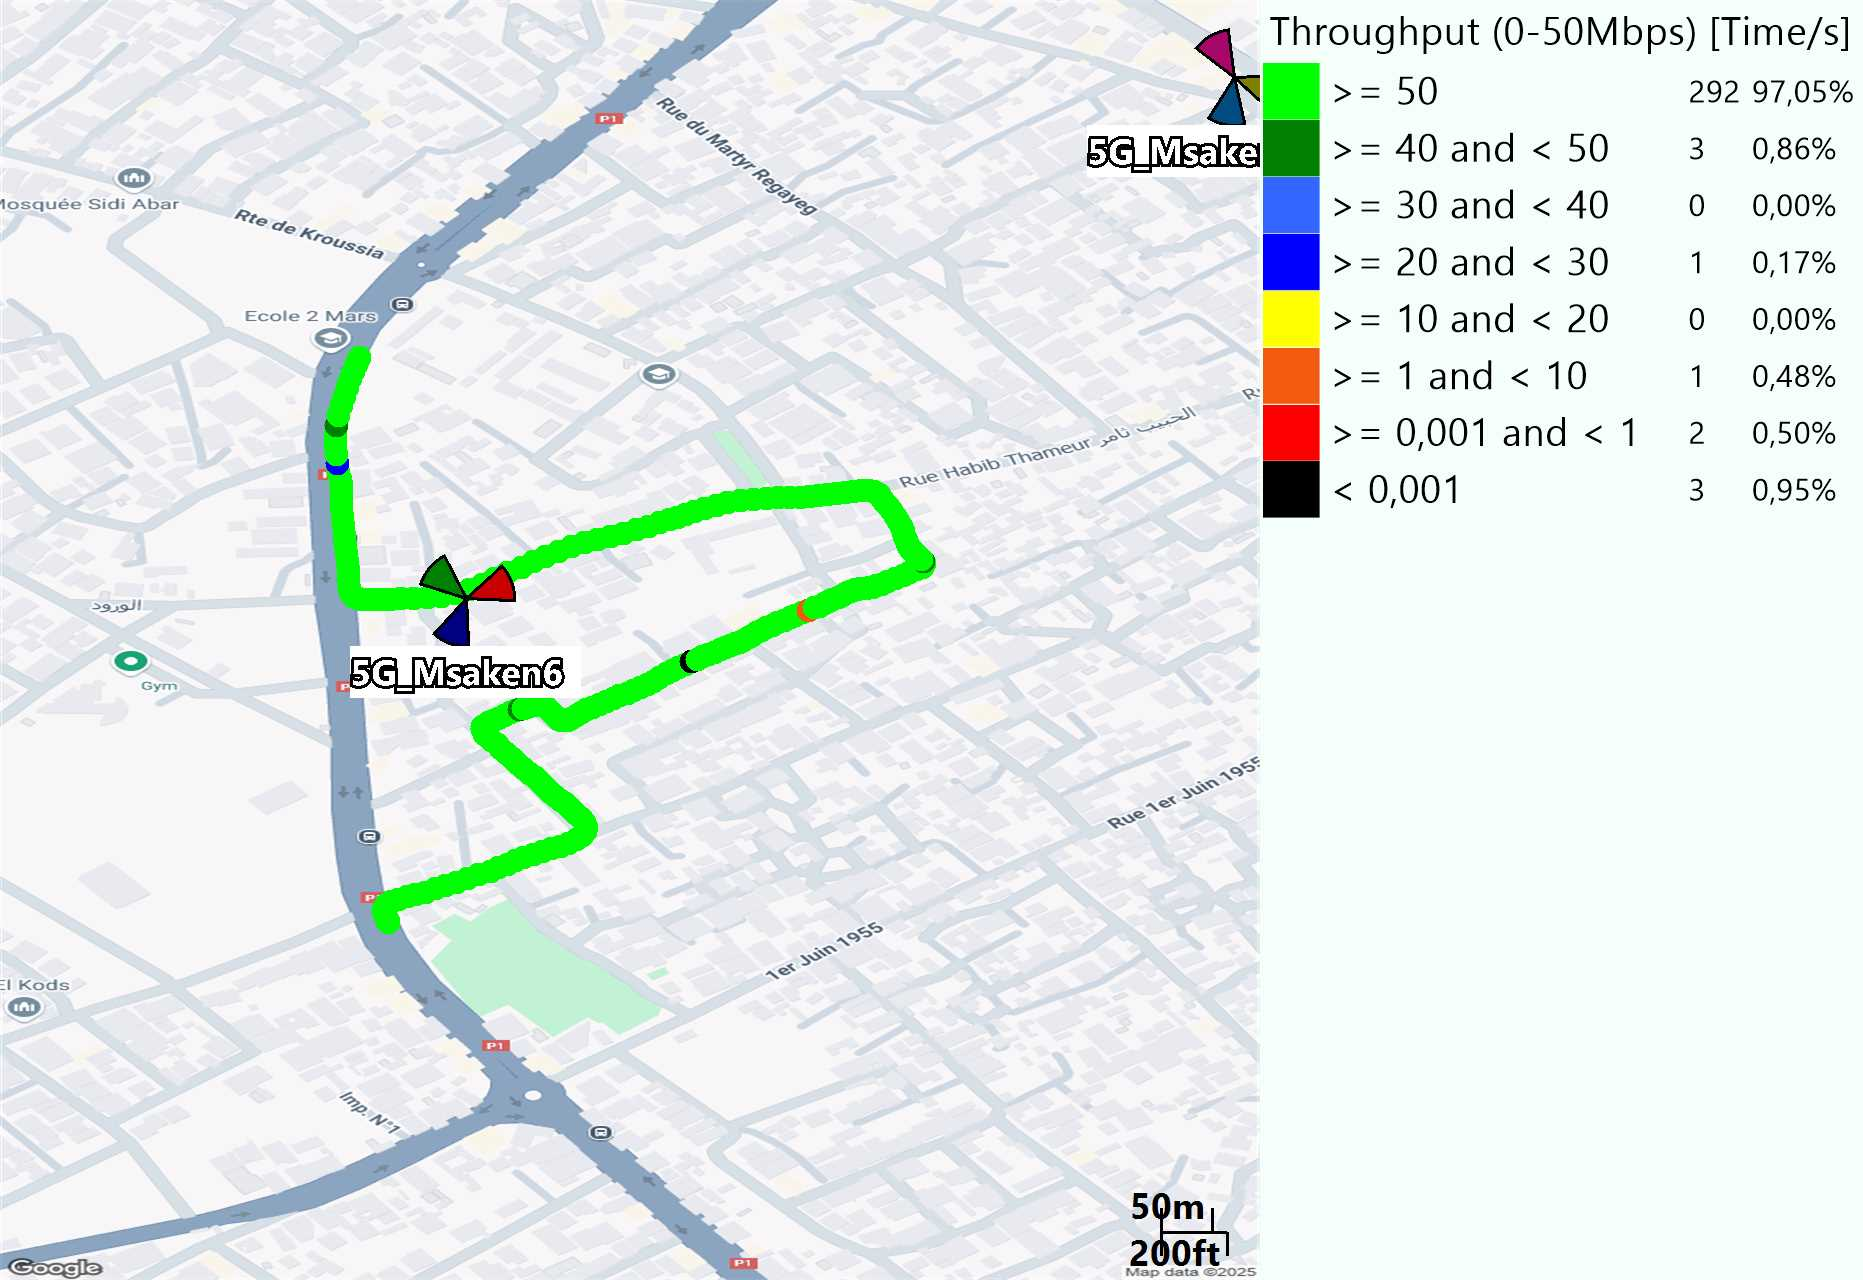 Throughput (0-50Mbps) [Time/s]
>= 50 292 97,05%
>= 40 and < 50 3 0,86%
>= 30 and < 40 0 0,00%
>= 20 and < 30 1 0,17%
>= 10 and < 20 0 0,00%
>= 1 and < 10 1 0,48%
>= 0,001 and < 1 2 0,50%
< 0,001 3 0,95%
5G_Msake
P1
Rue du Martyr Regayeg
Mosquée Sidi Abar
Rte de Kroussia
Ecole 2 Mars
Rue Habib Thameur الحبيب ثامر
الورود
5G_Msaken6
Gym
Rue 1er Juin 1955
1er Juin 1955
El Kods
P1
Imp. N°1
50m
200ft
P1
Google
Map data ©2025